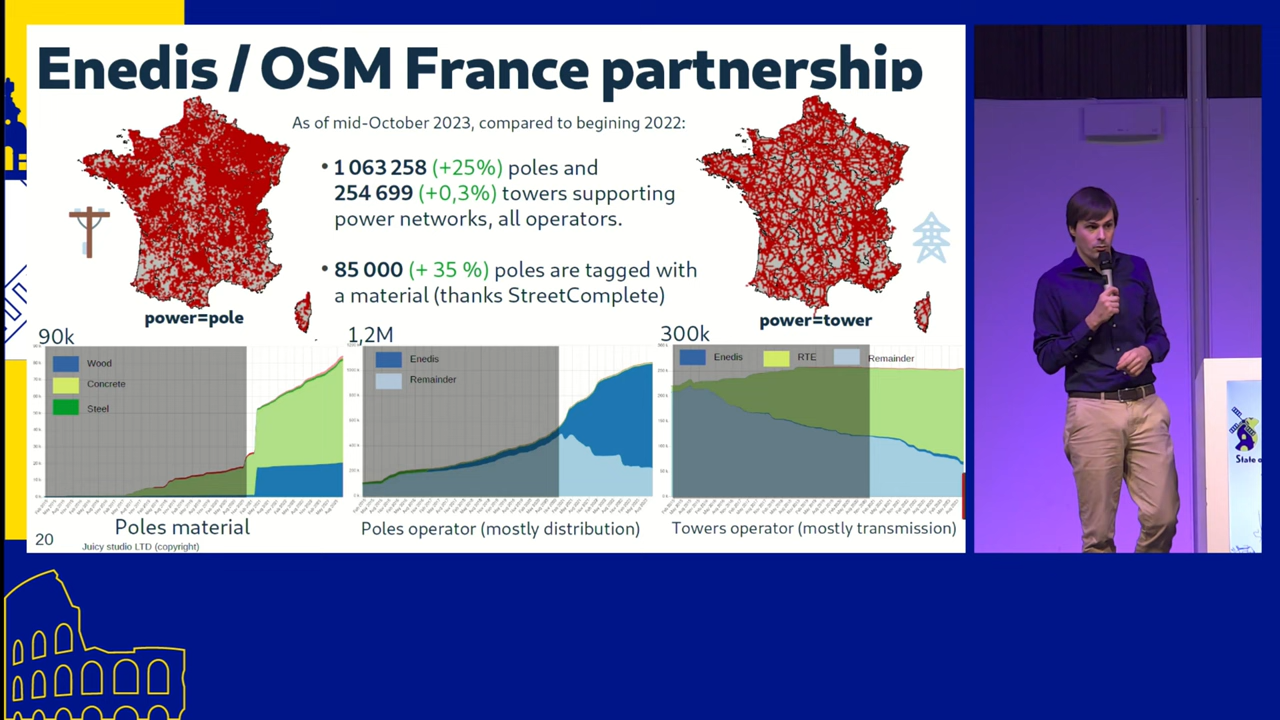 Enedis / OSM France partnership
As of mid-October 2023, compared to begining 2022:
• 1 063 258 (+25%) poles and
254 699 (+0,3%) towers supporting
power networks, all operators.
• 85 000 (+ 35 %) poles are tagged with
a material (thanks StreetComplete)
power=pole
power=tower
90k
Wood
Concrete
Steel
Poles material
1,2M
Enedis
Remainder
Poles operator (mostly distribution)
300k
Enedis
RTE
Remainder
Towers operator (mostly transmission)
20
Juicy studio LTD (copyright)
State o